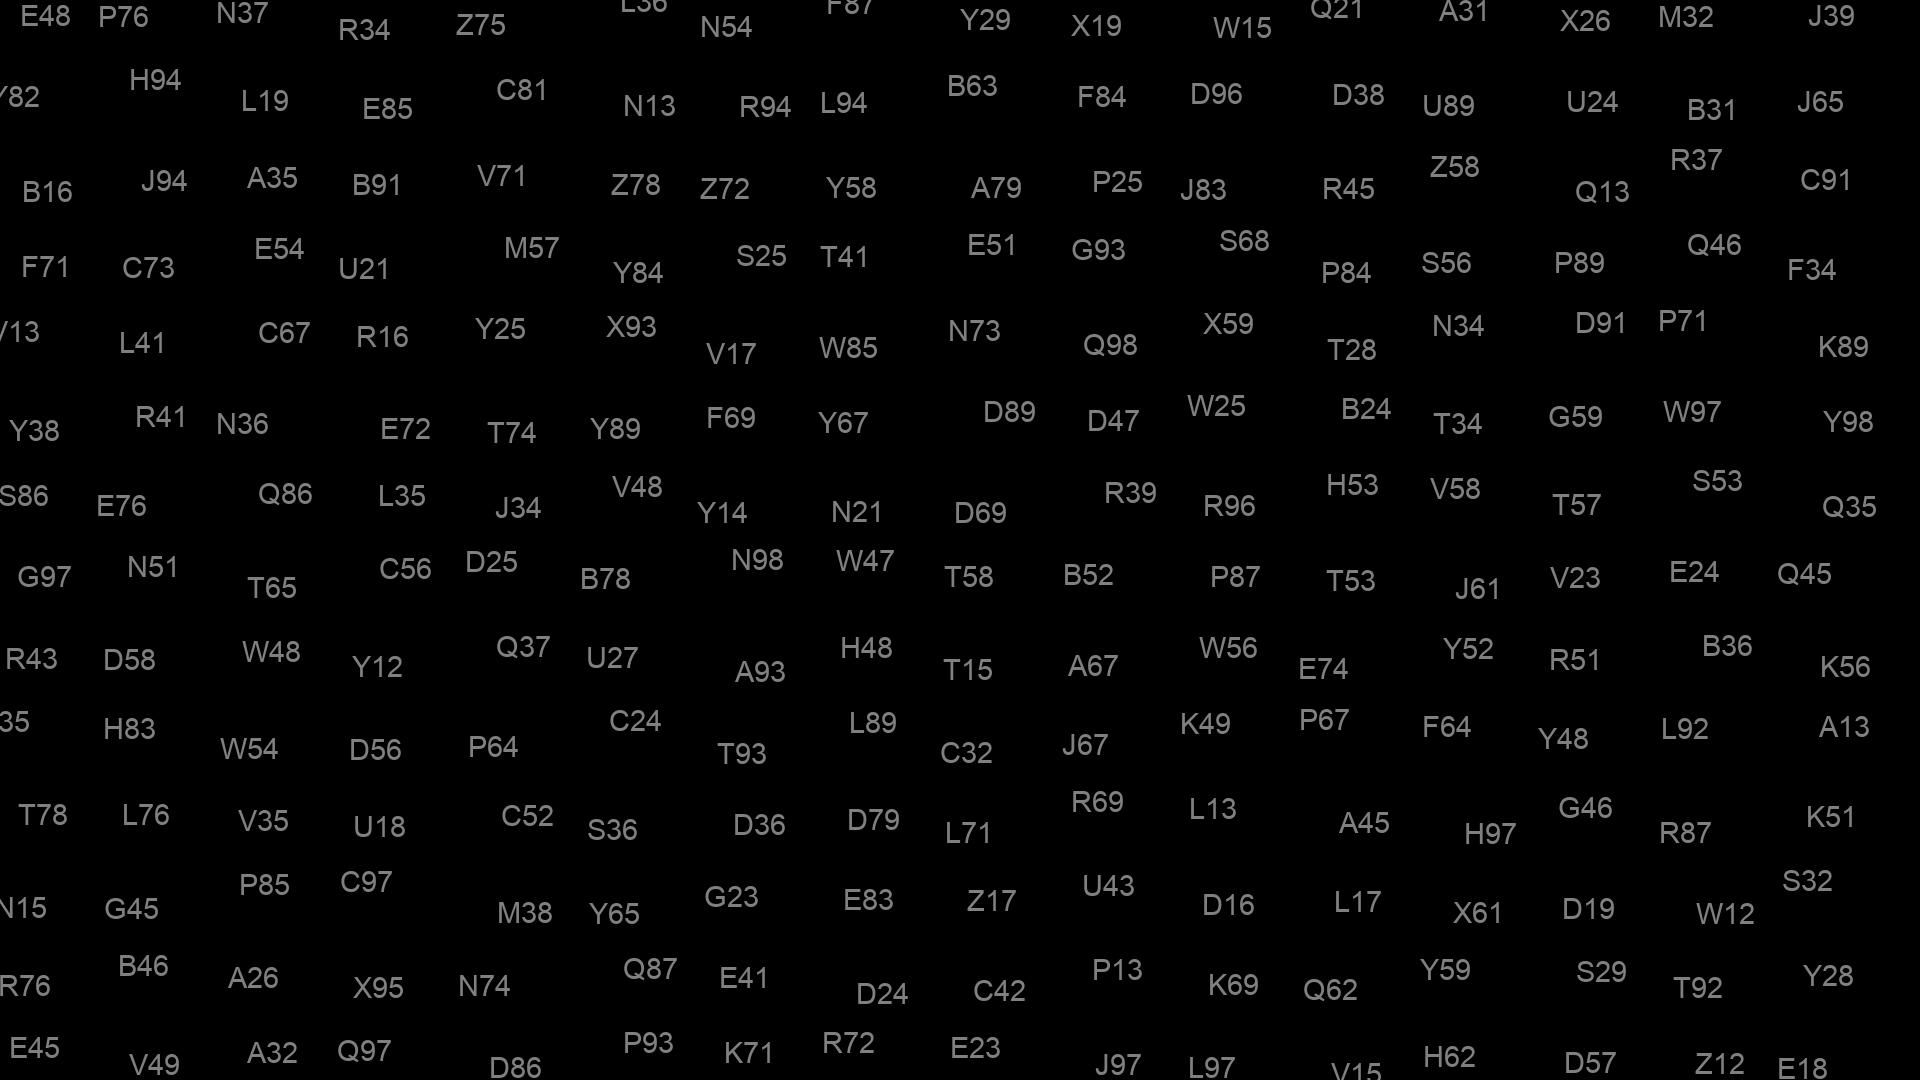 E48 P76 N37 R34 Z75 L36 N54 F87 Y29 X19 W15 Q21 A31 X26 M32 J39
Y82 H94 L19 E85 C81 N13 R94 L94 B63 F84 D96 D38 U89 U24 B31 J65
B16 J94 A35 B91 V71 Z78 Z72 Y58 A79 P25 J83 R45 Z58 Q13 R37 C91
F71 C73 E54 U21 M57 Y84 S25 T41 E51 G93 S68 P84 S56 P89 Q46 F34
V13 L41 C67 R16 Y25 X93 V17 W85 N73 Q98 X59 T28 N34 D91 P71 K89
Y38 R41 N36 E72 T74 Y89 F69 Y67 D89 D47 W25 B24 T34 G59 W97 Y98
S86 E76 Q86 L35 J34 V48 Y14 N21 D69 R39 R96 H53 V58 T57 S53 Q35
G97 N51 T65 C56 D25 B78 N98 W47 T58 B52 P87 T53 J61 V23 E24 Q45
R43 D58 W48 Y12 Q37 U27 A93 H48 T15 A67 W56 E74 Y52 R51 B36 K56
35 H83 W54 D56 P64 C24 T93 L89 C32 J67 K49 P67 F64 Y48 L92 A13
T78 L76 V35 U18 C52 S36 D36 D79 L71 R69 L13 A45 H97 G46 R87 K51
N15 G45 P85 C97 M38 Y65 G23 E83 Z17 U43 D16 L17 X61 D19 W12 S32
R76 B46 A26 X95 N74 Q87 E41 D24 C42 P13 K69 Q62 Y59 S29 T92 Y28
E45 V49 A32 Q97 D86 P93 K71 R72 E23 J97 L97 V15 H62 D57 Z12 E18